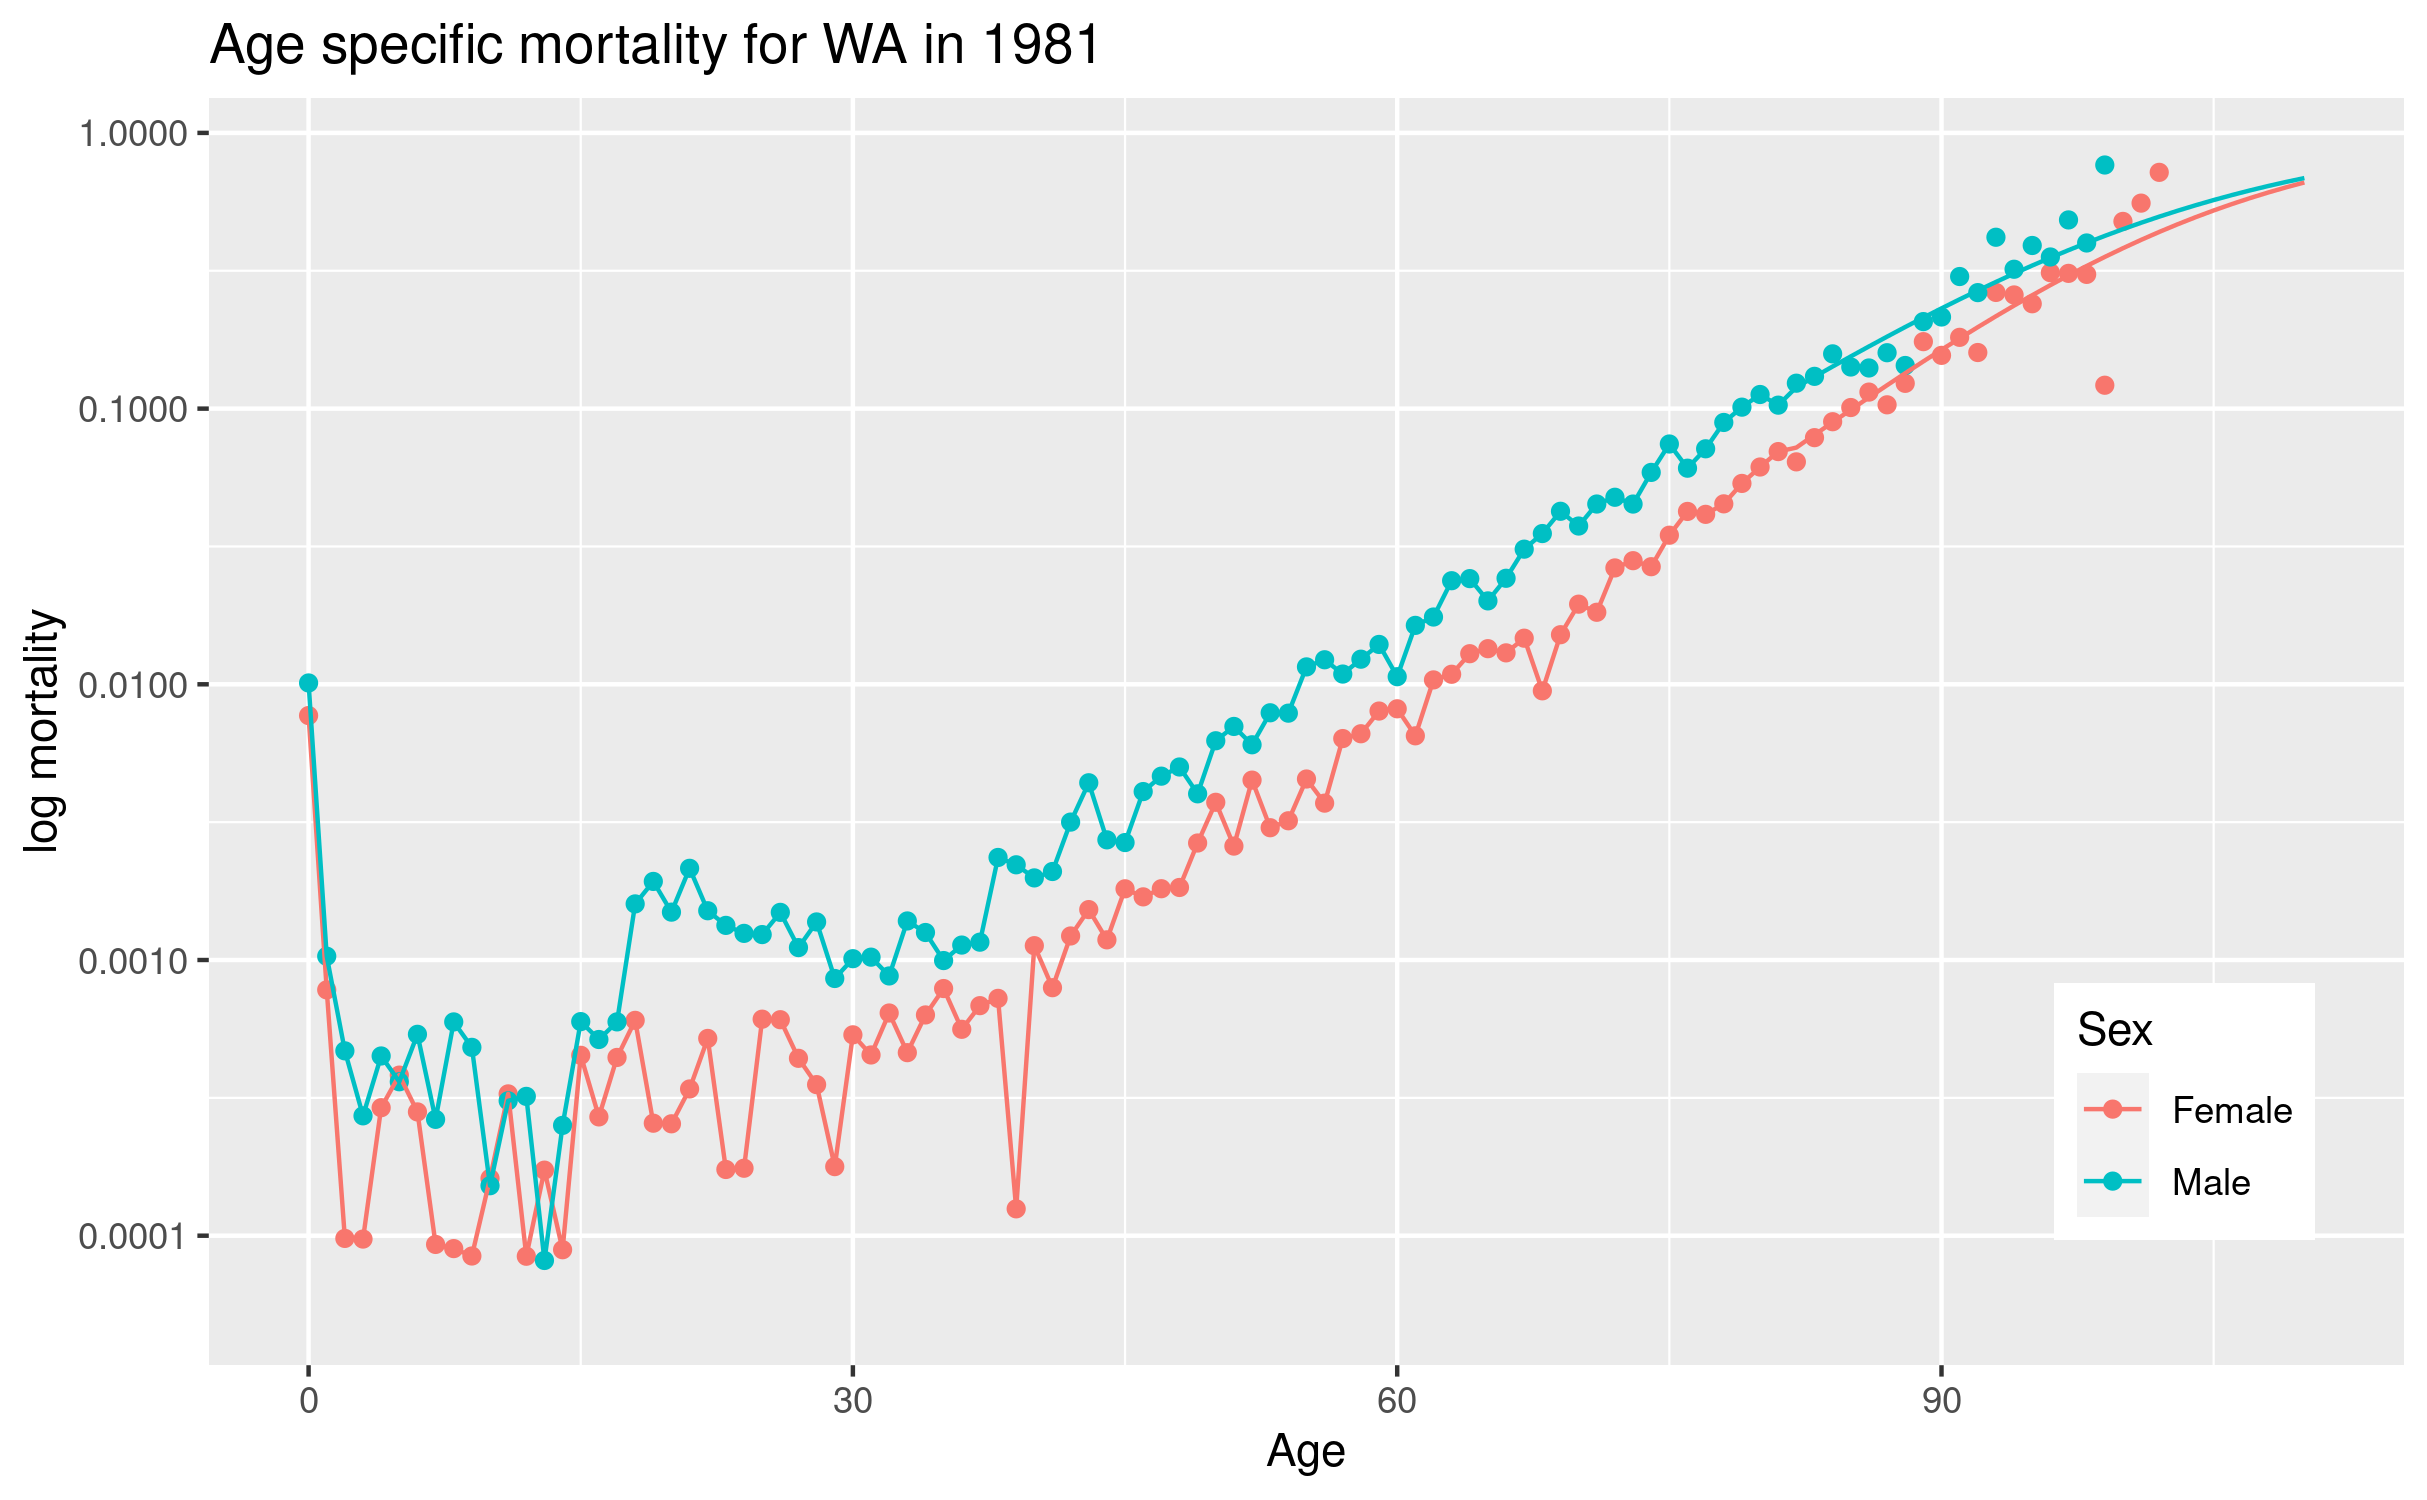 Age specific mortality for WA in 1981
1.0000
0.1000
0.0100
0.0010
0.0001
log mortality
0
30
60
90
Age
Sex
Female
Male